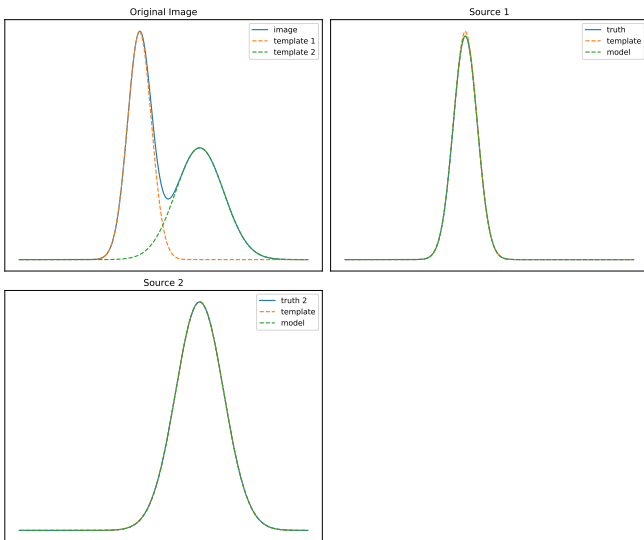 Original Image
image
template 1
template 2
Source 1
truth
template
model
Source 2
truth 2
template
model